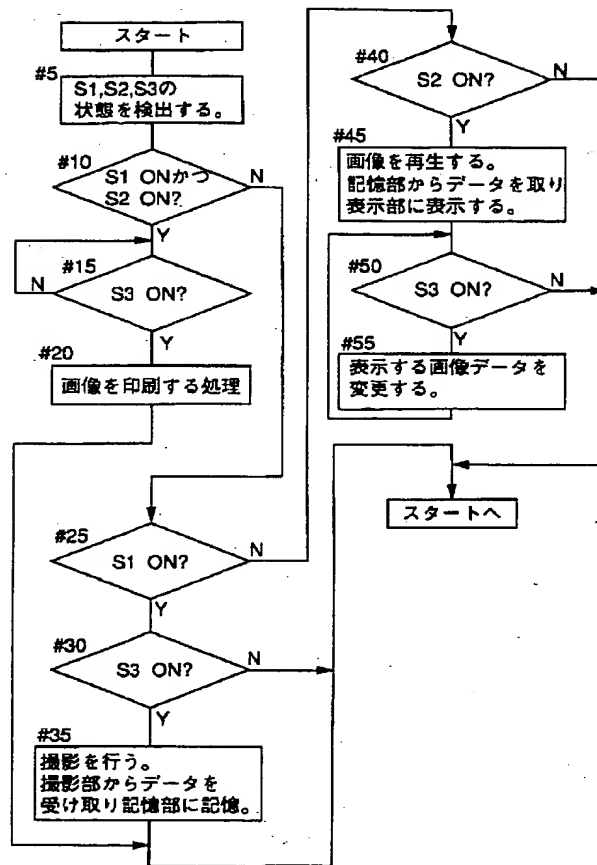 スタート
#5
S1,S2,S3の
状態を検出する。
#10
S1 ONかつ
S2 ON?
N
Y
#15
S3 ON?
N
Y
#20
画像を印刷する処理
#25
S1 ON?
N
Y
#30
S3 ON?
N
Y
#35
撮影を行う。
撮影部からデータを
受け取り記憶部に記憶。
#40
S2 ON?
N
Y
#45
画像を再生する。
記憶部からデータを取り
表示部に表示する。
#50
S3 ON?
N
Y
#55
表示する画像データを
変更する。
スタートへ